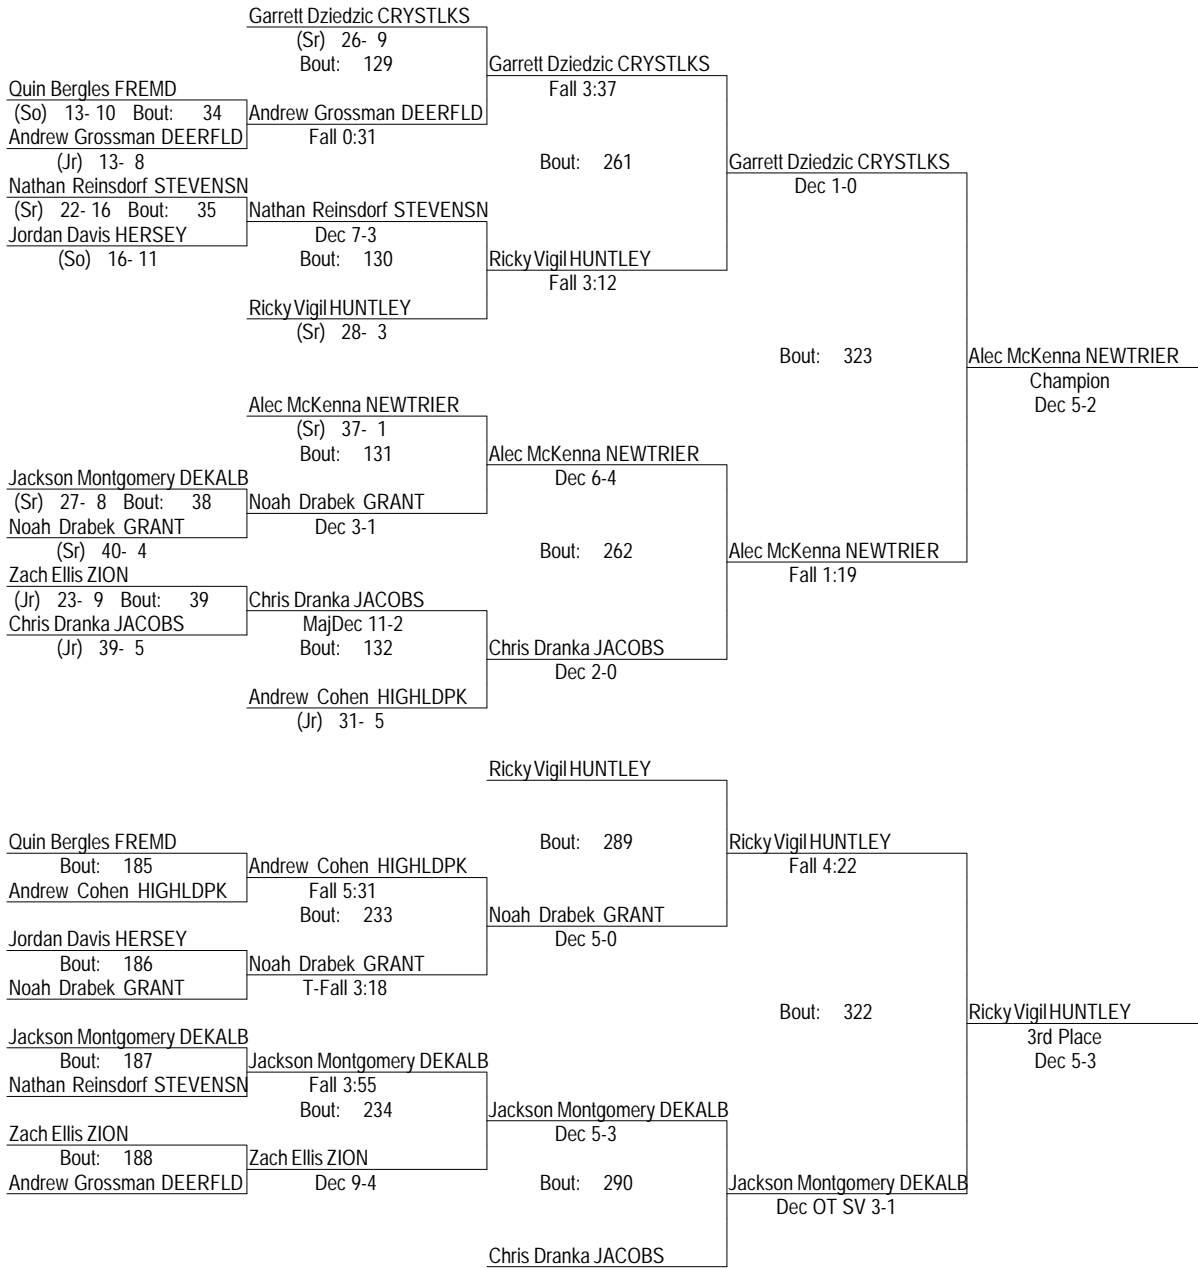 Garrett Dziedzic CRYSTLKS
(Sr) 26- 9
Bout: 129
Garrett Dziedzic CRYSTLKS
Fall 3:37
Quin Bergles FREMD
(So) 13- 10 Bout: 34
Andrew Grossman DEERFLD
Andrew Grossman DEERFLD
Fall 0:31
(Jr) 13- 8
Bout: 261
Garrett Dziedzic CRYSTLKS
Dec 1-0
Nathan Reinsdorf STEVENSN
(Sr) 22- 16 Bout: 35
Nathan Reinsdorf STEVENSN
Jordan Davis HERSEY
Dec 7-3
(So) 16- 11
Bout: 130
Ricky Vigil HUNTLEY
Fall 3:12
Ricky Vigil HUNTLEY
(Sr) 28- 3
Bout: 323
Alec McKenna NEWTRIER
Champion
Dec 5-2
Alec McKenna NEWTRIER
(Sr) 37- 1
Bout: 131
Alec McKenna NEWTRIER
Dec 6-4
Jackson Montgomery DEKALB
(Sr) 27- 8 Bout: 38
Noah Drabek GRANT
Noah Drabek GRANT
Dec 3-1
(Sr) 40- 4
Bout: 262
Alec McKenna NEWTRIER
Fall 1:19
Zach Ellis ZION
(Jr) 23- 9 Bout: 39
Chris Dranka JACOBS
Chris Dranka JACOBS
MajDec 11-2
(Jr) 39- 5
Bout: 132
Chris Dranka JACOBS
Dec 2-0
Andrew Cohen HIGHLDPK
(Jr) 31- 5
Ricky Vigil HUNTLEY
Quin Bergles FREMD
Bout: 289
Ricky Vigil HUNTLEY
Fall 4:22
Bout: 185
Andrew Cohen HIGHLDPK
Andrew Cohen HIGHLDPK
Fall 5:31
Bout: 233
Noah Drabek GRANT
Dec 5-0
Jordan Davis HERSEY
Bout: 186
Noah Drabek GRANT
Noah Drabek GRANT
T-Fall 3:18
Bout: 322
Ricky Vigil HUNTLEY
3rd Place
Dec 5-3
Jackson Montgomery DEKALB
Bout: 187
Jackson Montgomery DEKALB
Nathan Reinsdorf STEVENSN
Fall 3:55
Bout: 234
Jackson Montgomery DEKALB
Dec 5-3
Zach Ellis ZION
Bout: 188
Zach Ellis ZION
Andrew Grossman DEERFLD
Dec 9-4
Bout: 290
Jackson Montgomery DEKALB
Dec OT SV 3-1
Chris Dranka JACOBS